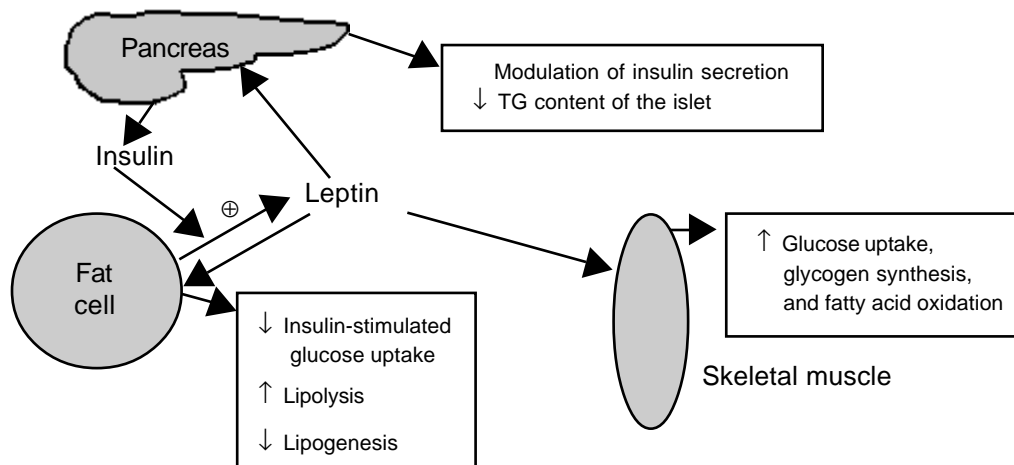 Pancreas
Modulation of insulin secretion
↓ TG content of the islet
Insulin
Leptin
⊕
Fat
cell
↑ Glucose uptake,
glycogen synthesis,
and fatty acid oxidation
↓ Insulin-stimulated
glucose uptake
↑ Lipolysis
↓ Lipogenesis
Skeletal muscle